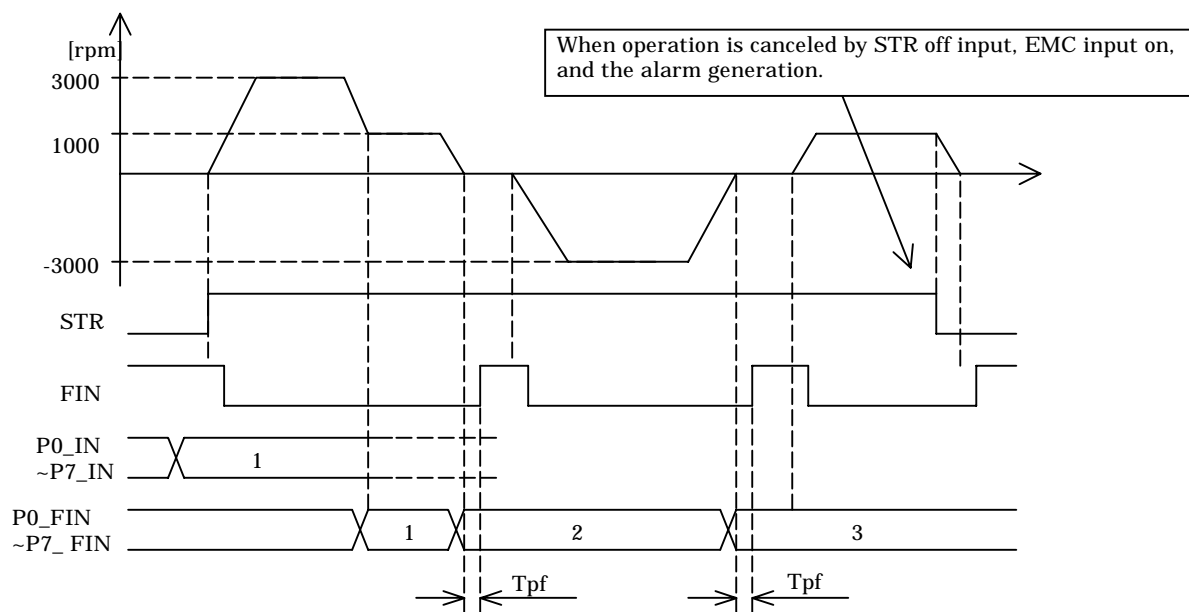 [rpm]
When operation is canceled by STR off input, EMC input on,
and the alarm generation.
3000
1000
-3000
STR
FIN
P0_IN
~P7_IN
1
P0_FIN
~P7_ FIN
1
2
3
Tpf
Tpf